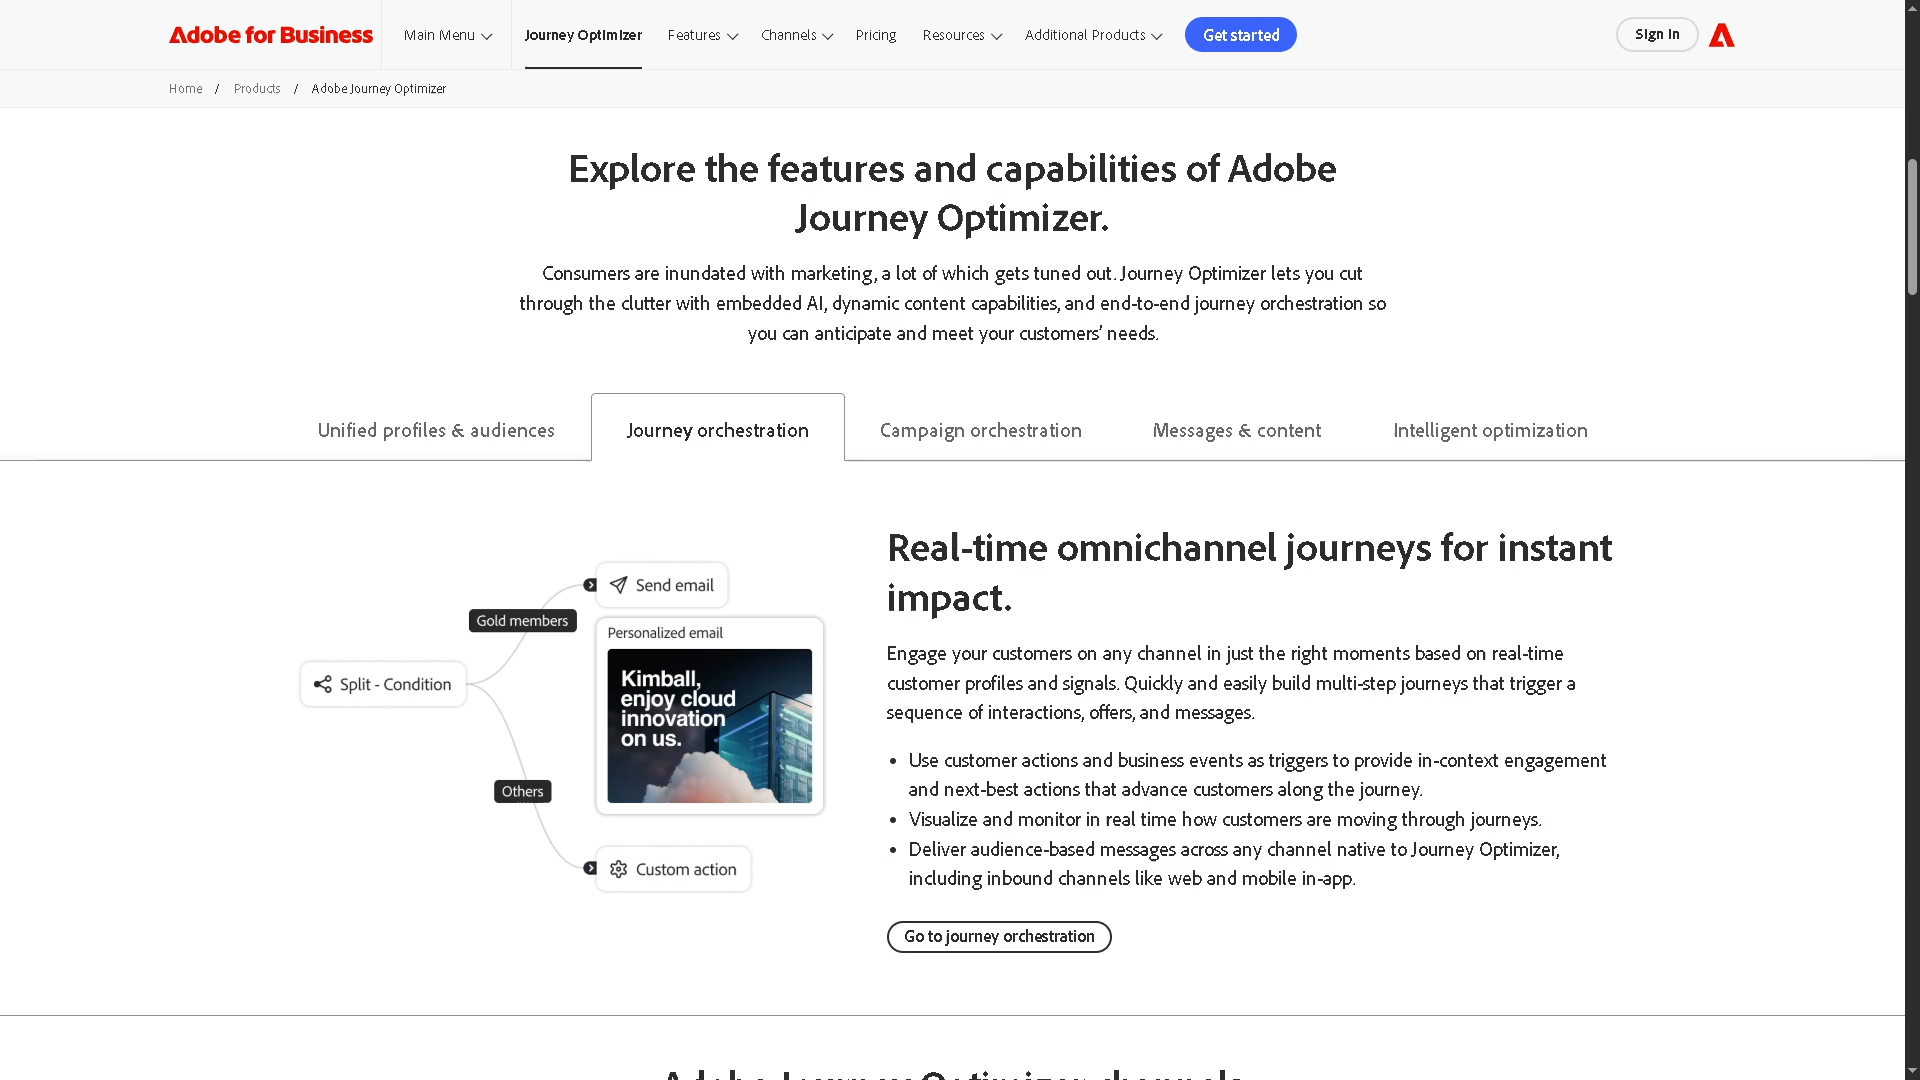 Adobe for Business
Main Menu
Journey Optimizer
Features
Channels
Pricing
Resources
Additional Products
Get started
Sign In
Home / Products / Adobe Journey Optimizer
Explore the features and capabilities of Adobe
Journey Optimizer.
Consumers are inundated with marketing, a lot of which gets tuned out. Journey Optimizer lets you cut
through the clutter with embedded AI, dynamic content capabilities, and end-to-end journey orchestration so
you can anticipate and meet your customers’ needs.
Unified profiles & audiences
Journey orchestration
Campaign orchestration
Messages & content
Intelligent optimization
Send email
Gold members
Personalized email
Kimball,
enjoy cloud
innovation
on us.
Split - Condition
Others
Custom action
Real-time omnichannel journeys for instant
impact.
Engage your customers on any channel in just the right moments based on real-time
customer profiles and signals. Quickly and easily build multi-step journeys that trigger a
sequence of interactions, offers, and messages.
• Use customer actions and business events as triggers to provide in-context engagement
and next-best actions that advance customers along the journey.
• Visualize and monitor in real time how customers are moving through journeys.
• Deliver audience-based messages across any channel native to Journey Optimizer,
including inbound channels like web and mobile in-app.
Go to journey orchestration
Adobe Journey Optimizer channels